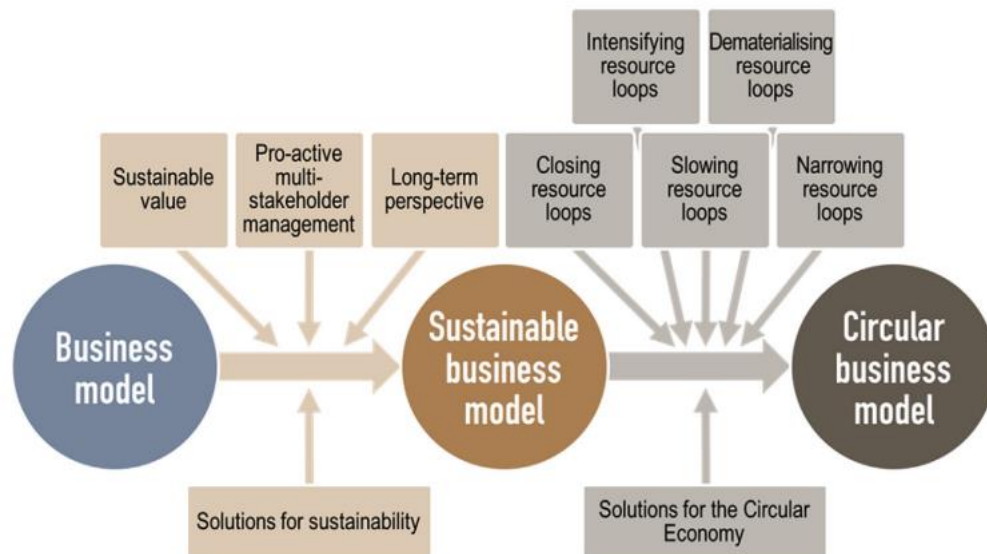 Intensifying
resource
loops
Dematerialising
resource
loops
Sustainable
value
Pro-active
multi-
stakeholder
management
Long-term
perspective
Closing
resource
loops
Slowing
resource
loops
Narrowing
resource
loops
Business
model
Sustainable
business
model
Circular
business
model
Solutions for sustainability
Solutions for the Circular
Economy